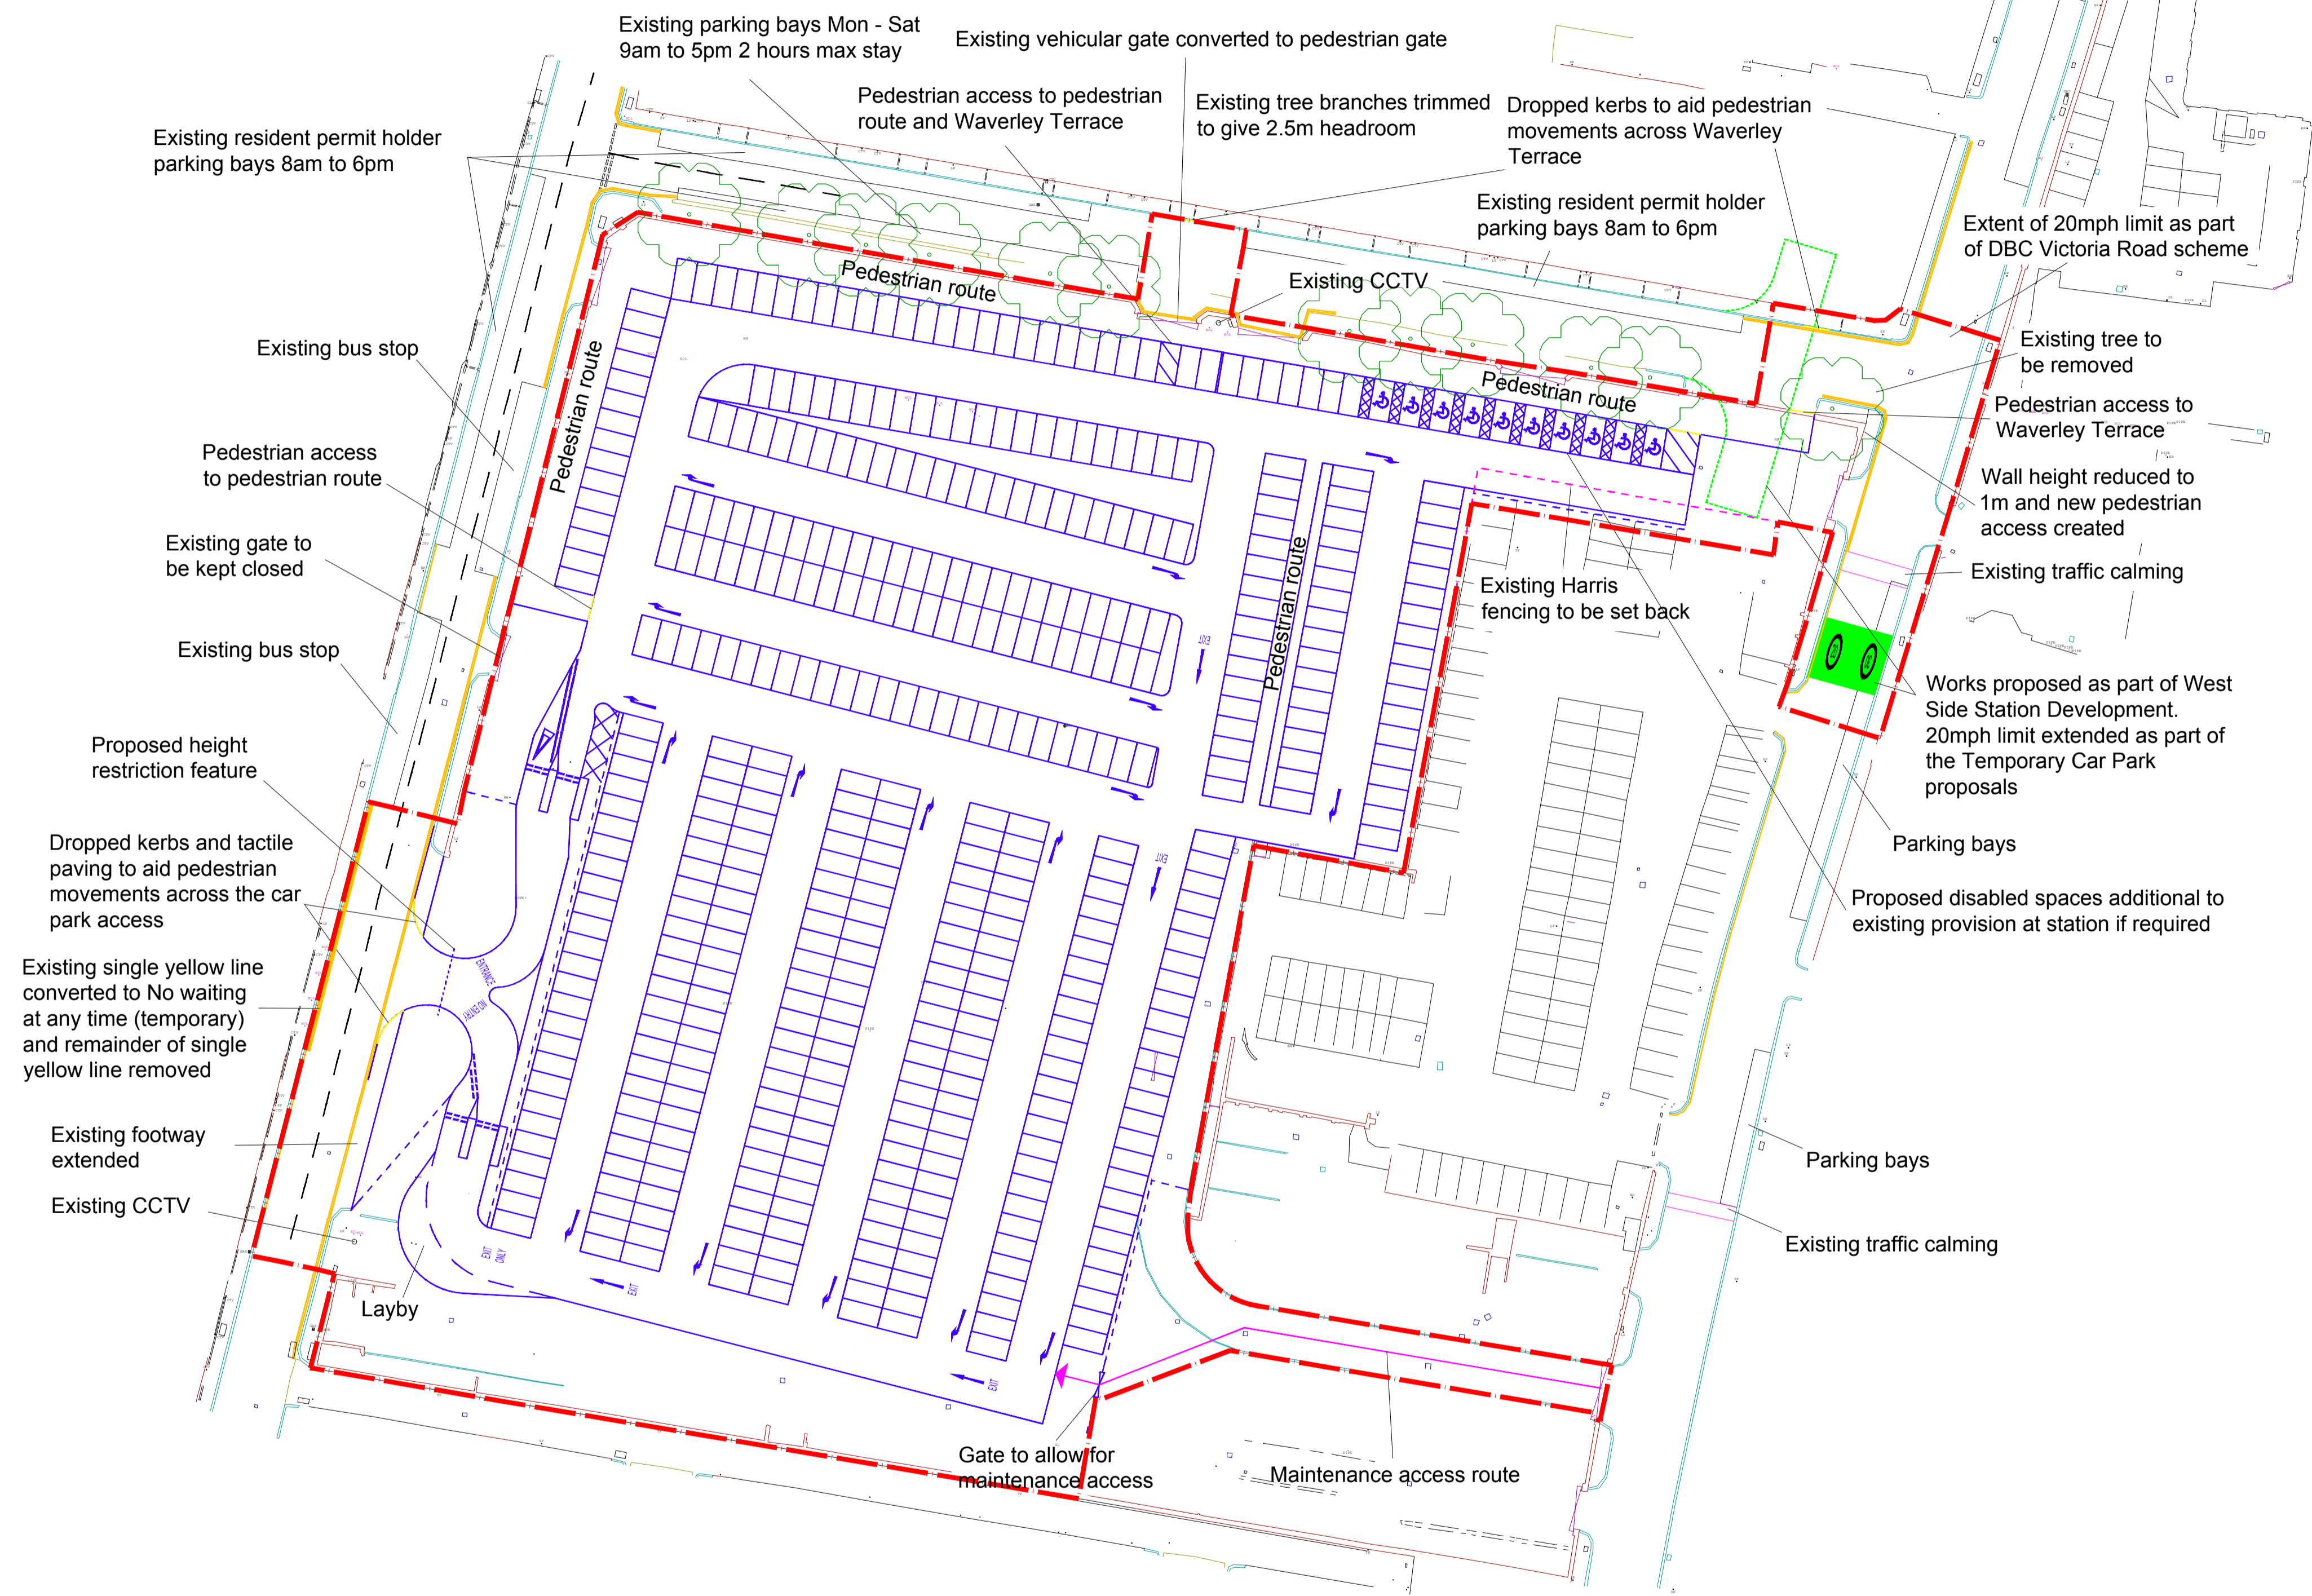 Existing parking bays Mon - Sat
9am to 5pm 2 hours max stay
Existing vehicular gate converted to pedestrian gate
Pedestrian access to pedestrian
route and Waverley Terrace
Existing tree branches trimmed
to give 2.5m headroom
Dropped kerbs to aid pedestrian
movements across Waverley
Terrace
Existing resident permit holder
parking bays 8am to 6pm
Existing resident permit holder
parking bays 8am to 6pm
Extent of 20mph limit as part
of DBC Victoria Road scheme
Pedestrian route
Existing CCTV
Existing bus stop
Pedestrian route
Existing tree to
be removed
Pedestrian route
Pedestrian access to
Waverley Terrace
Pedestrian access
to pedestrian route
Wall height reduced to
1m and new pedestrian
access created
Existing gate to
be kept closed
Existing traffic calming
Pedestrian route
Existing Harris
fencing to be set back
EXIT
Existing bus stop
Works proposed as part of West
Side Station Development.
20mph limit extended as part of
the Temporary Car Park
proposals
Proposed height
restriction feature
Parking bays
Dropped kerbs and tactile
paving to aid pedestrian
movements across the car
park access
EXIT
Proposed disabled spaces additional to
existing provision at station if required
Existing single yellow line
converted to No waiting
at any time (temporary)
and remainder of single
yellow line removed
ENTRANCE
NO ENTRY
Existing footway
extended
Parking bays
Existing CCTV
Existing traffic calming
EXIT
ONLY
EXIT
Layby
EXIT
Gate to allow for
maintenance access
Maintenance access route